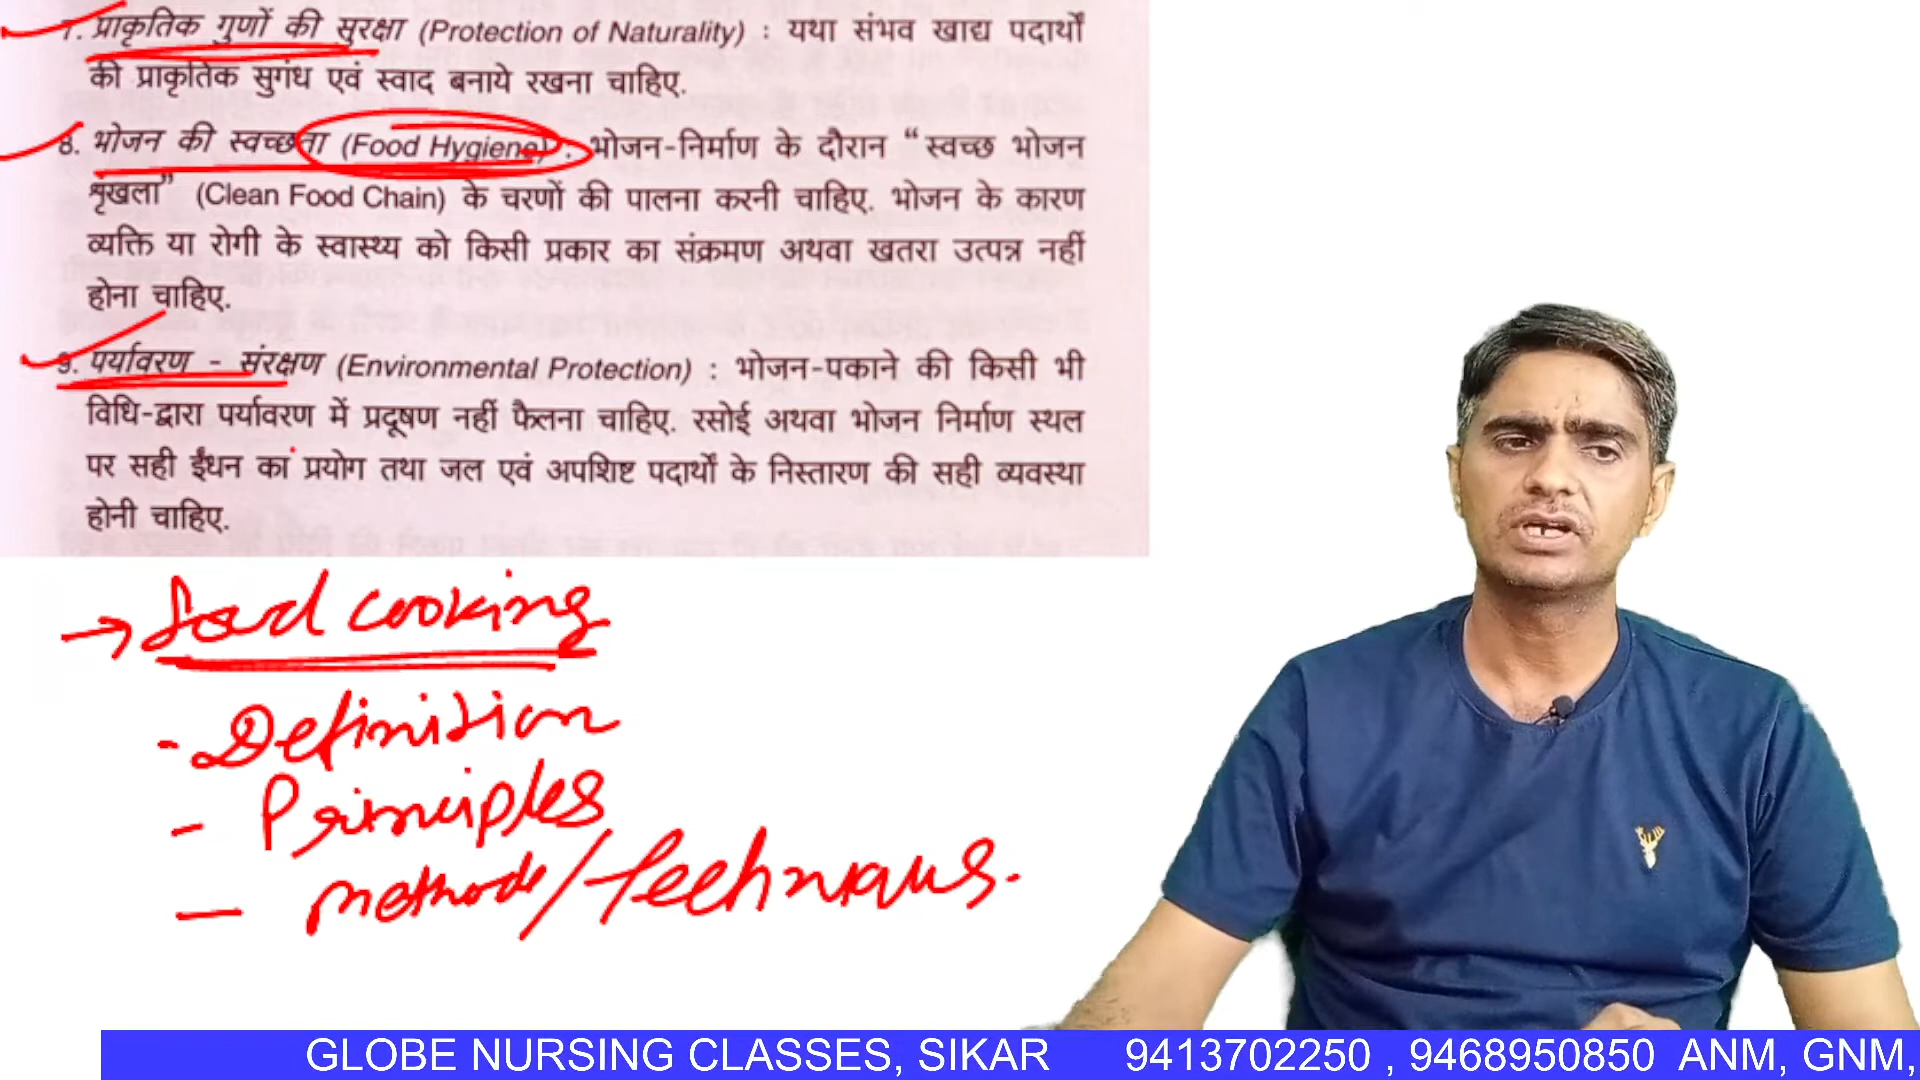 7. प्राकृतिक गुणों की सुरक्षा (Protection of Naturality) : यथा संभव खाद्य पदार्थों
की प्राकृतिक सुगंध एवं स्वाद बनाये रखना चाहिए.
8. भोजन की स्वच्छता (Food Hygiene) : भोजन-निर्माण के दौरान “स्वच्छ भोजन
शृंखला” (Clean Food Chain) के चरणों की पालना करनी चाहिए. भोजन के कारण
व्यक्ति या रोगी के स्वास्थ्य को किसी प्रकार का संक्रमण अथवा खतरा उत्पन्न नहीं
होना चाहिए.
9. पर्यावरण - संरक्षण (Environmental Protection) : भोजन-पकाने की किसी भी
विधि-द्वारा पर्यावरण में प्रदूषण नहीं फैलना चाहिए. रसोई अथवा भोजन निर्माण स्थल
पर सही ईंधन का प्रयोग तथा जल एवं अपशिष्ट पदार्थों के निस्तारण की सही व्यवस्था
होनी चाहिए.
→ food cooking
- Definition
- Principles
- methods/Techniques.
GLOBE NURSING CLASSES, SIKAR 9413702250 , 9468950850 ANM, GNM,